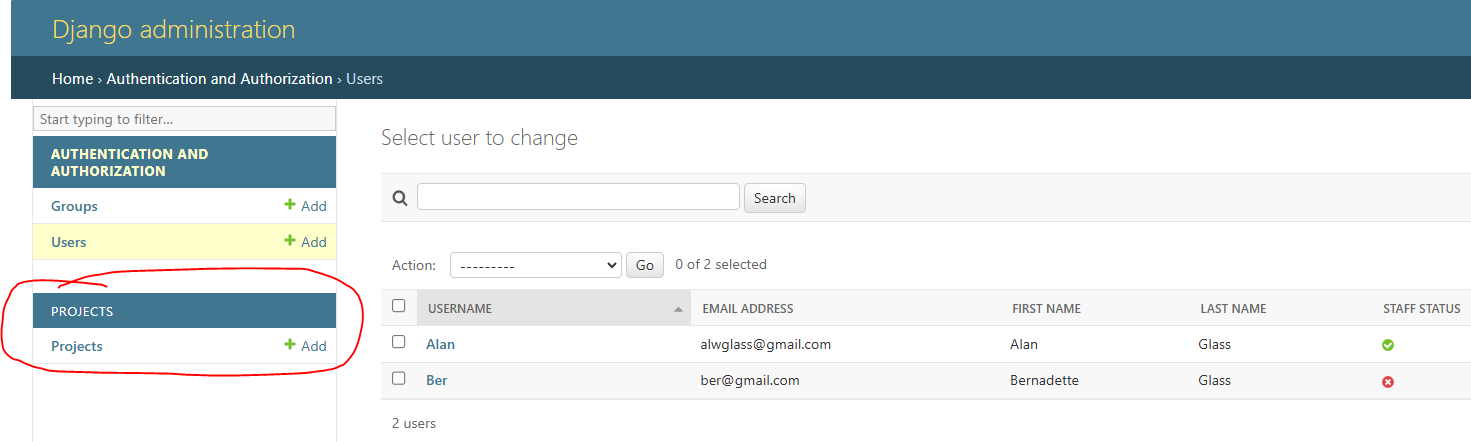 Django administration
Home › Authentication and Authorization › Users
Start typing to filter...
AUTHENTICATION AND
AUTHORIZATION
Groups + Add
Users + Add
PROJECTS
Projects + Add
Select user to change
Search
Action: --------- Go 0 of 2 selected
USERNAME EMAIL ADDRESS FIRST NAME LAST NAME STAFF STATUS
Alan alwglass@gmail.com Alan Glass
Ber ber@gmail.com Bernadette Glass
2 users